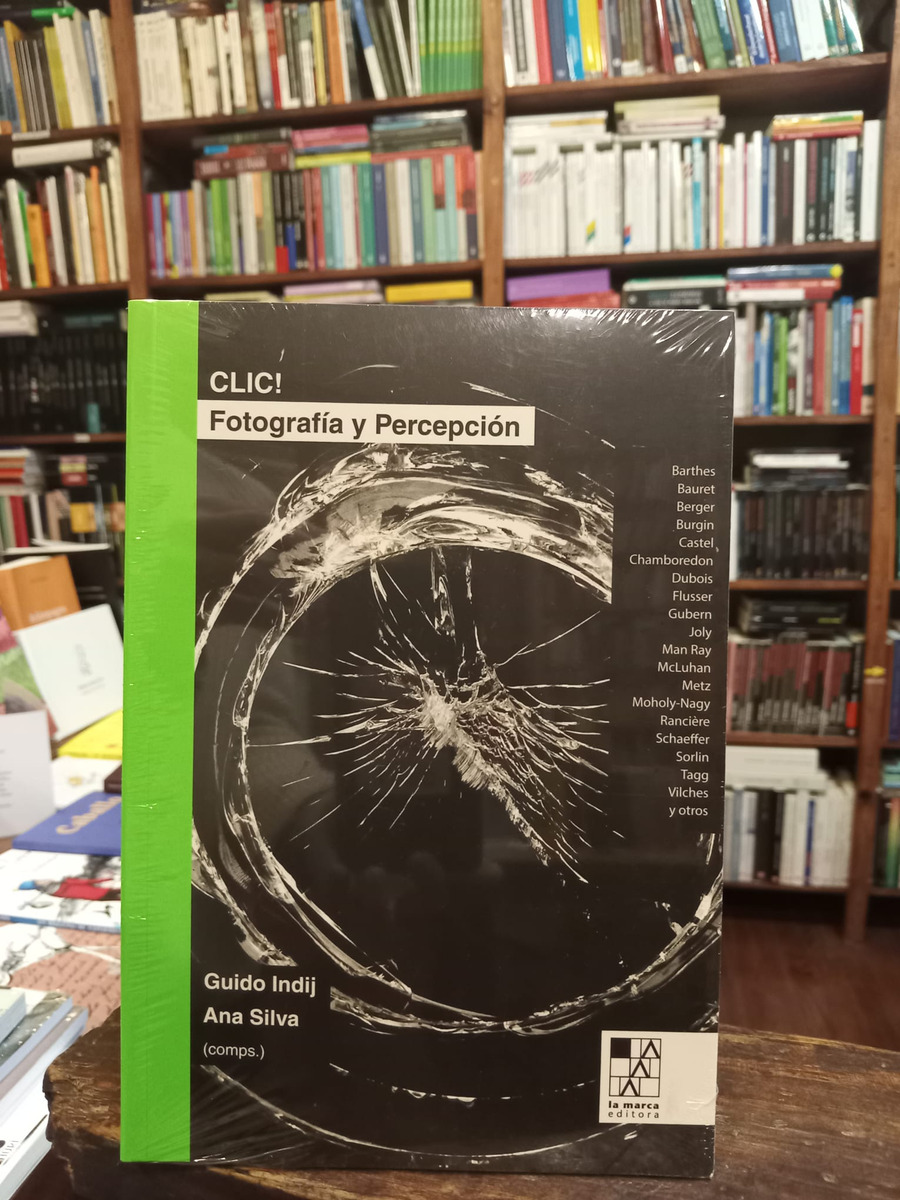 CLIC!
Fotografía y Percepción
Barthes
Bauret
Berger
Burgin
Castel
Chamboredon
Dubois
Flusser
Gubern
Joly
Man Ray
McLuhan
Metz
Moholy-Nagy
Rancière
Schaeffer
Sorlin
Tagg
Vilches
y otros
Guido Indij
Ana Silva
(comps.)
la marca
editora